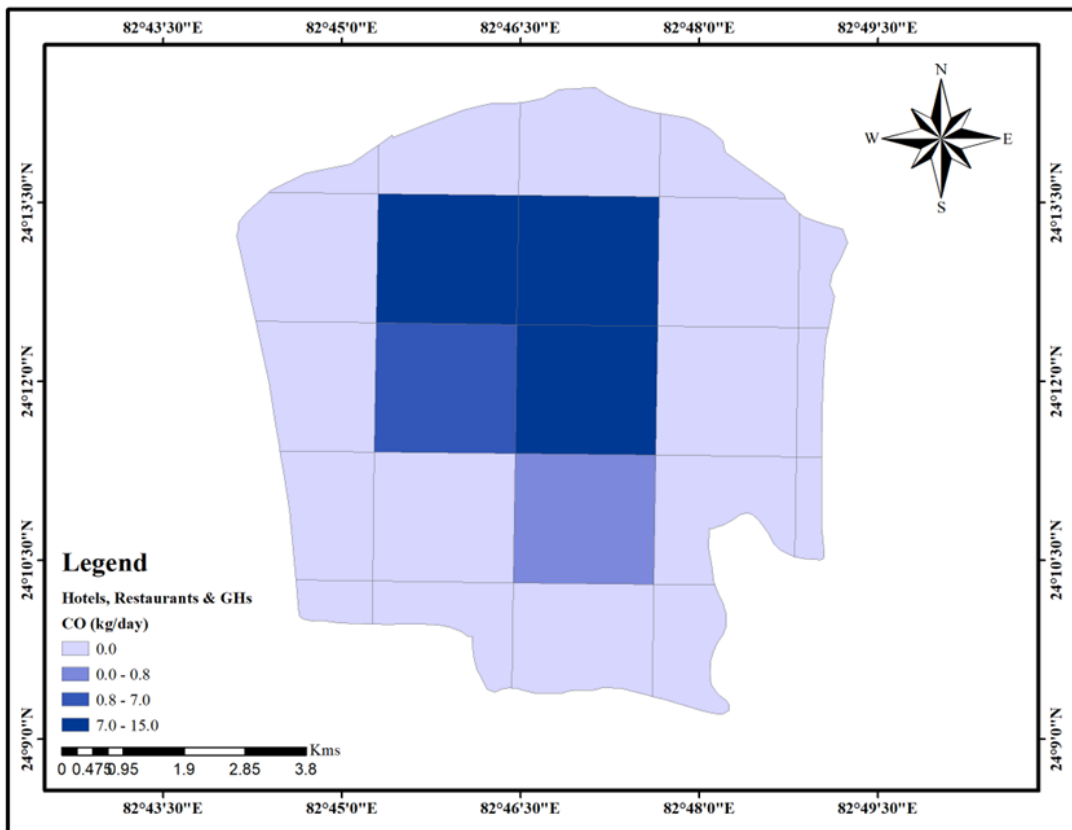 82°43'30"E 82°45'0"E 82°46'30"E 82°48'0"E 82°49'30"E
N
W E
S
24°13'30"N 24°13'30"N
24°12'0"N 24°12'0"N
24°10'30"N 24°10'30"N
24°9'0"N 24°9'0"N
Legend
Hotels, Restaurants & GHs
CO (kg/day)
0.0
0.0 - 0.8
0.8 - 7.0
7.0 - 15.0
Kms
0 0.475 0.95 1.9 2.85 3.8
82°43'30"E 82°45'0"E 82°46'30"E 82°48'0"E 82°49'30"E